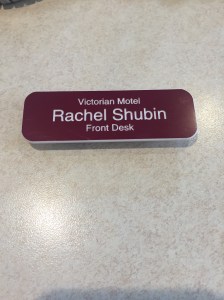 Victorian Motel
Rachel Shubin
Front Desk